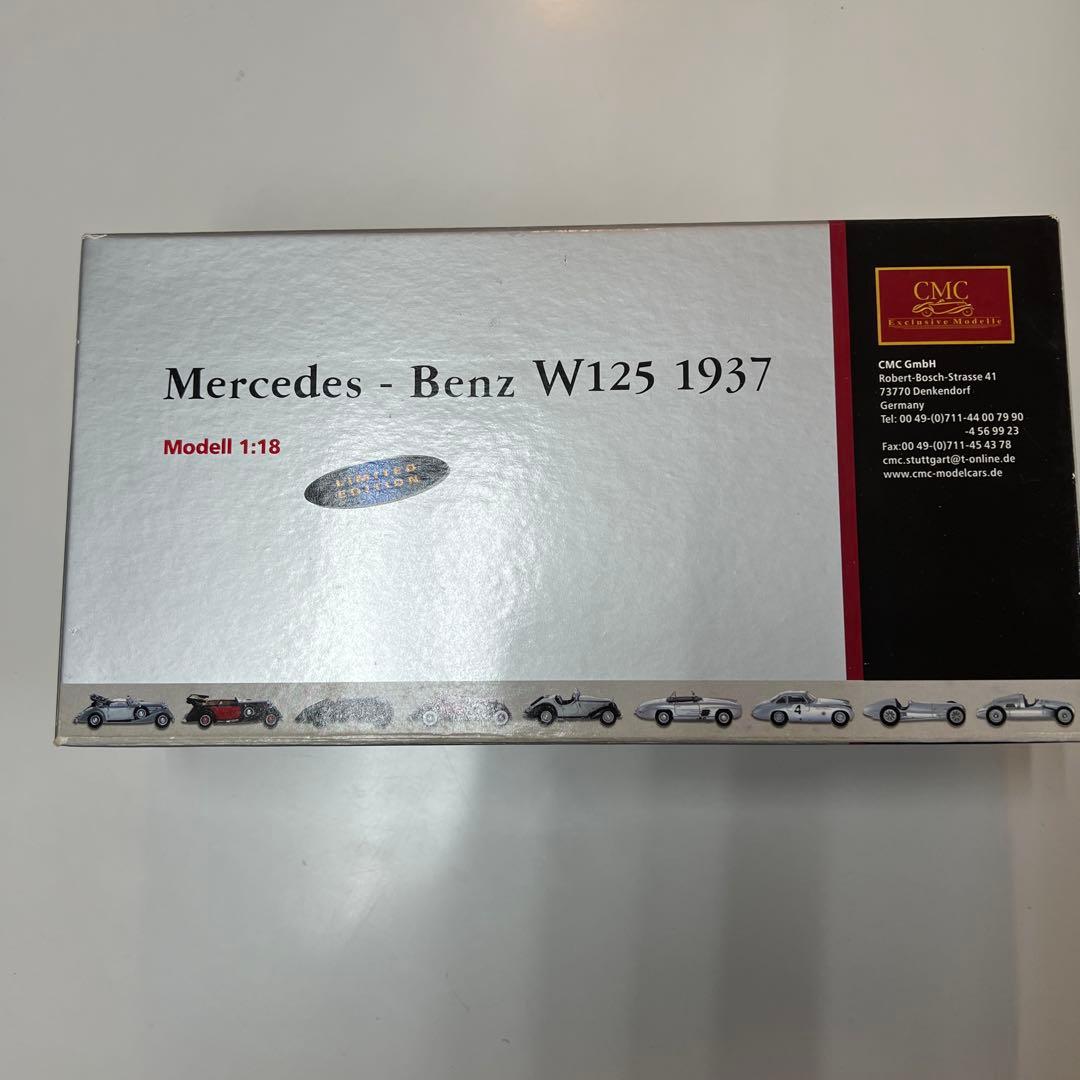 Mercedes - Benz W125 1937
Modell 1:18
LIMITED
EDITION
CMC
Exclusive Modelle
CMC GmbH
Robert-Bosch-Strasse 41
73770 Denkendorf
Germany
Tel: 00 49-(0)711-44 00 79 90
-4 56 99 23
Fax:00 49-(0)711-45 43 78
cmc.stuttgart@t-online.de
www.cmc-modelcars.de
4